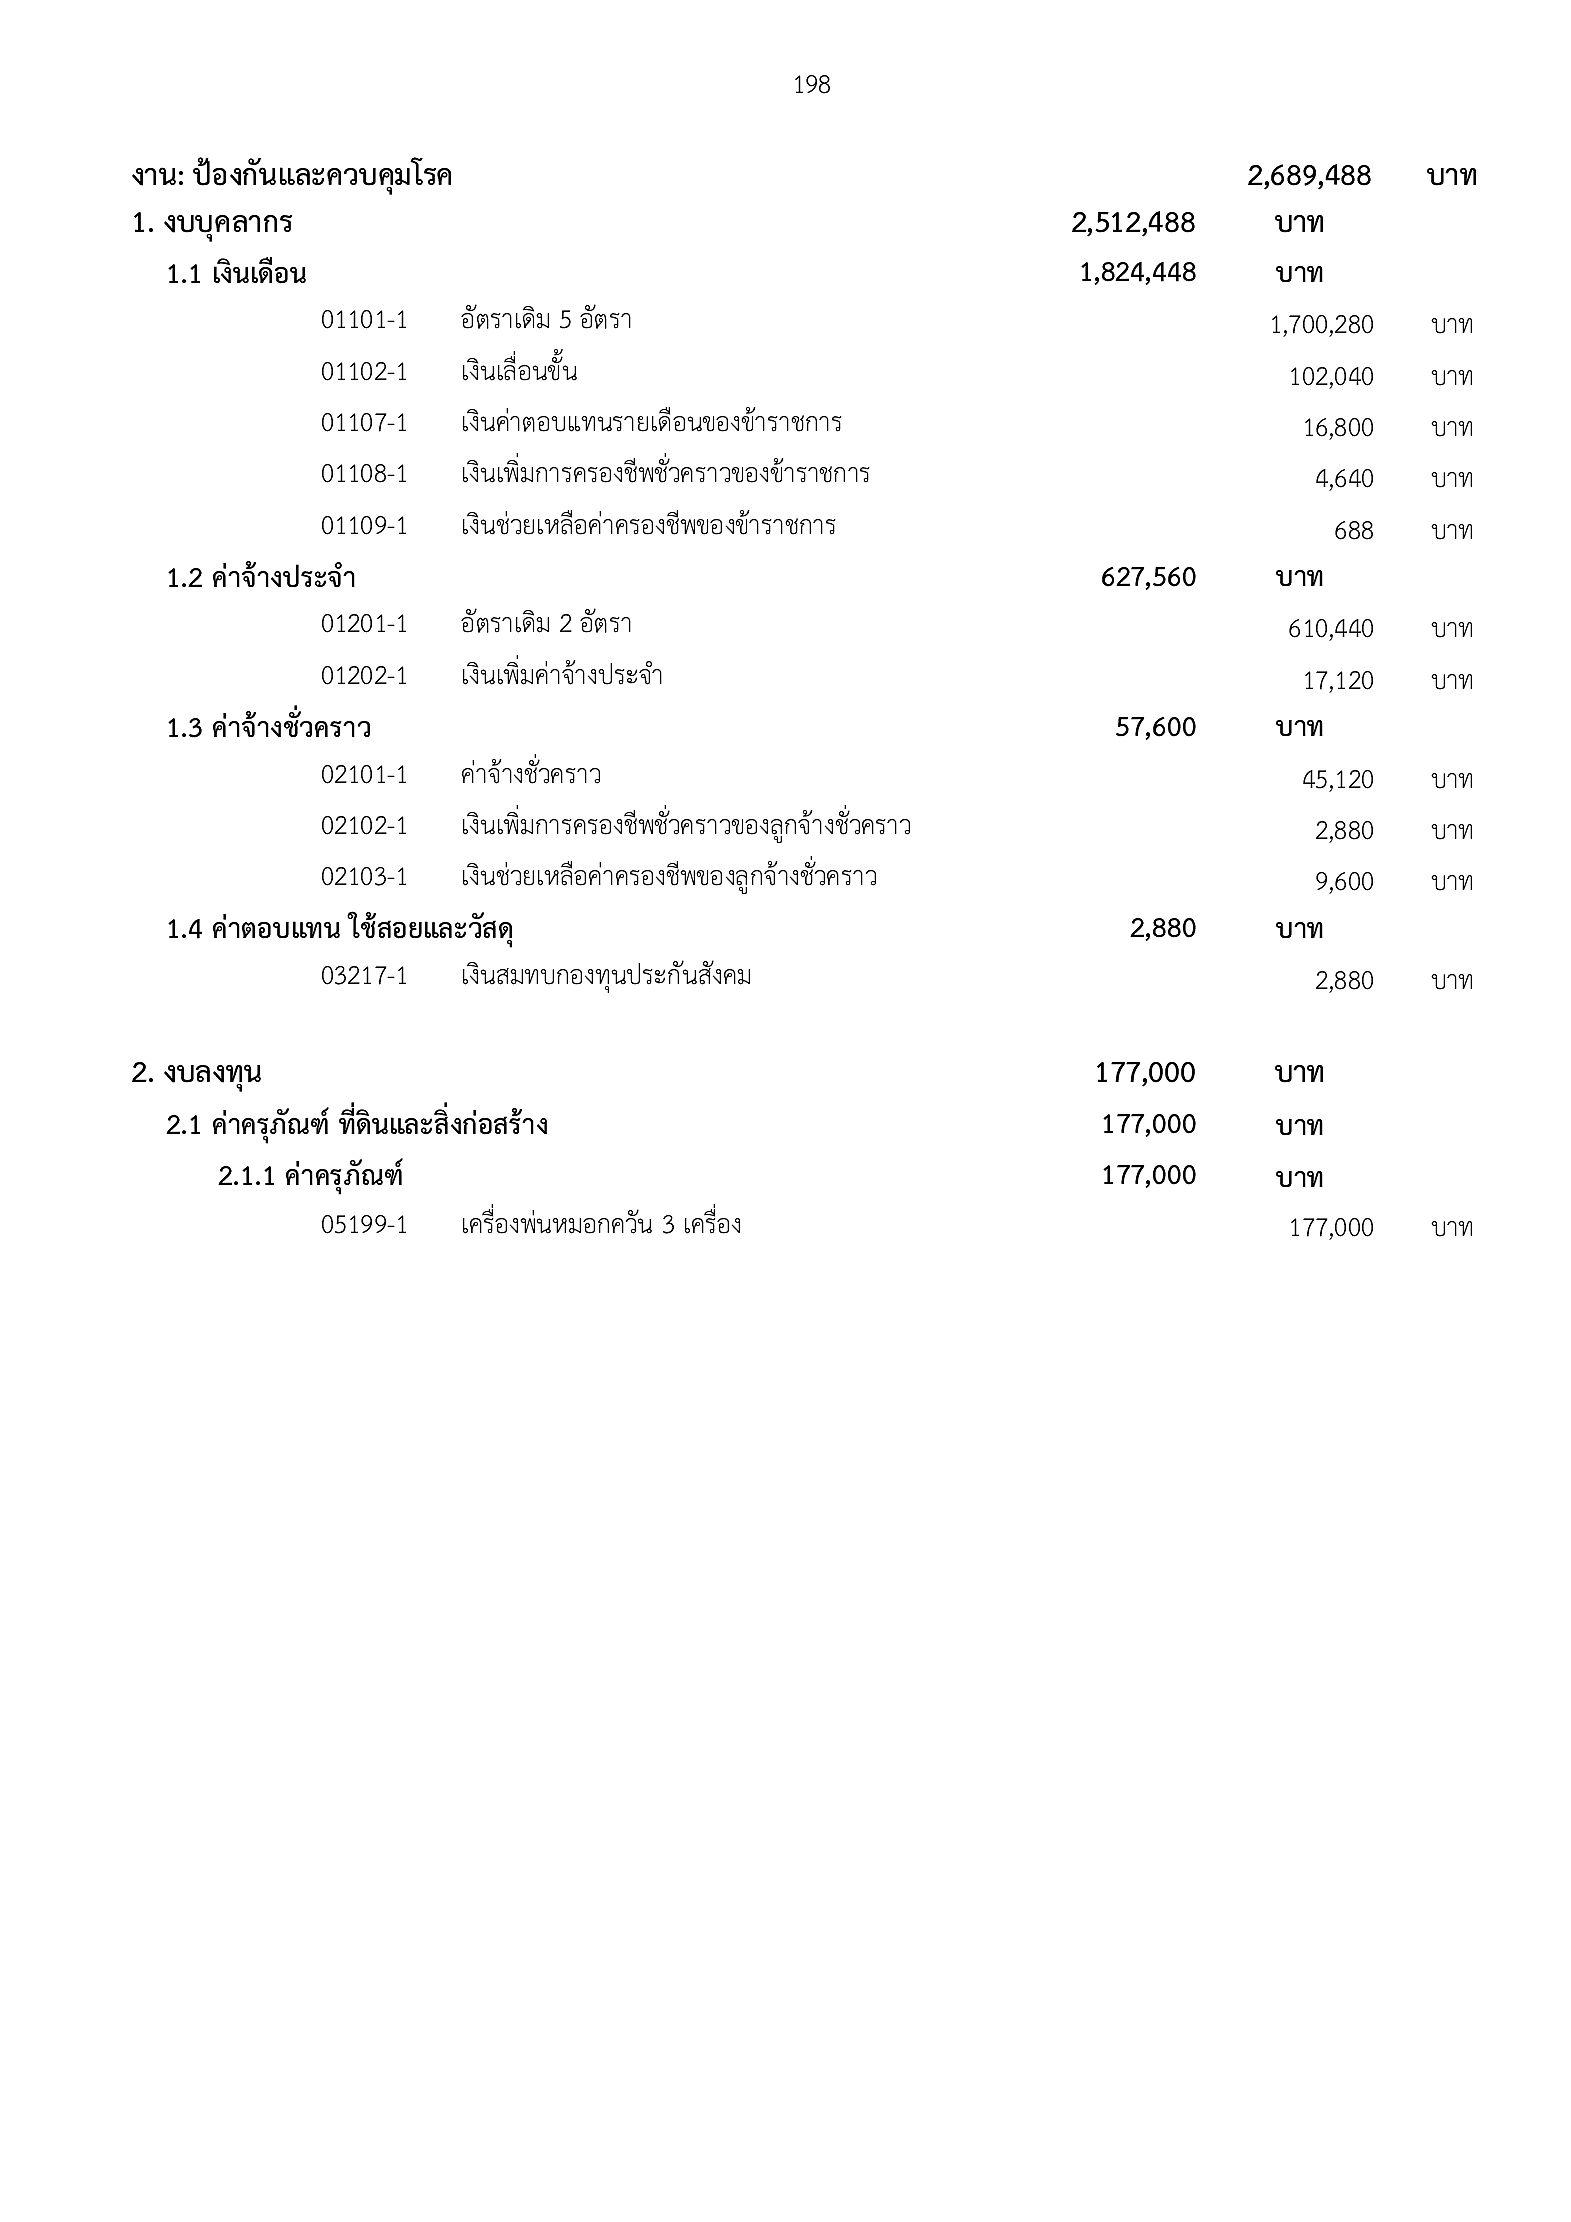 198
งาน: ป้องกันและควบคุมโรค 2,689,488 บาท
1. งบบุคลากร 2,512,488 บาท
1.1 เงินเดือน 1,824,448 บาท
01101-1 อัตราเดิม 5 อัตรา 1,700,280 บาท
01102-1 เงินเลื่อนขั้น 102,040 บาท
01107-1 เงินค่าตอบแทนรายเดือนของข้าราชการ 16,800 บาท
01108-1 เงินเพิ่มการครองชีพชั่วคราวของข้าราชการ 4,640 บาท
01109-1 เงินช่วยเหลือค่าครองชีพของข้าราชการ 688 บาท
1.2 ค่าจ้างประจำ 627,560 บาท
01201-1 อัตราเดิม 2 อัตรา 610,440 บาท
01202-1 เงินเพิ่มค่าจ้างประจำ 17,120 บาท
1.3 ค่าจ้างชั่วคราว 57,600 บาท
02101-1 ค่าจ้างชั่วคราว 45,120 บาท
02102-1 เงินเพิ่มการครองชีพชั่วคราวของลูกจ้างชั่วคราว 2,880 บาท
02103-1 เงินช่วยเหลือค่าครองชีพของลูกจ้างชั่วคราว 9,600 บาท
1.4 ค่าตอบแทน ใช้สอยและวัสดุ 2,880 บาท
03217-1 เงินสมทบกองทุนประกันสังคม 2,880 บาท
2. งบลงทุน 177,000 บาท
2.1 ค่าครุภัณฑ์ ที่ดินและสิ่งก่อสร้าง 177,000 บาท
2.1.1 ค่าครุภัณฑ์ 177,000 บาท
05199-1 เครื่องพ่นหมอกควัน 3 เครื่อง 177,000 บาท